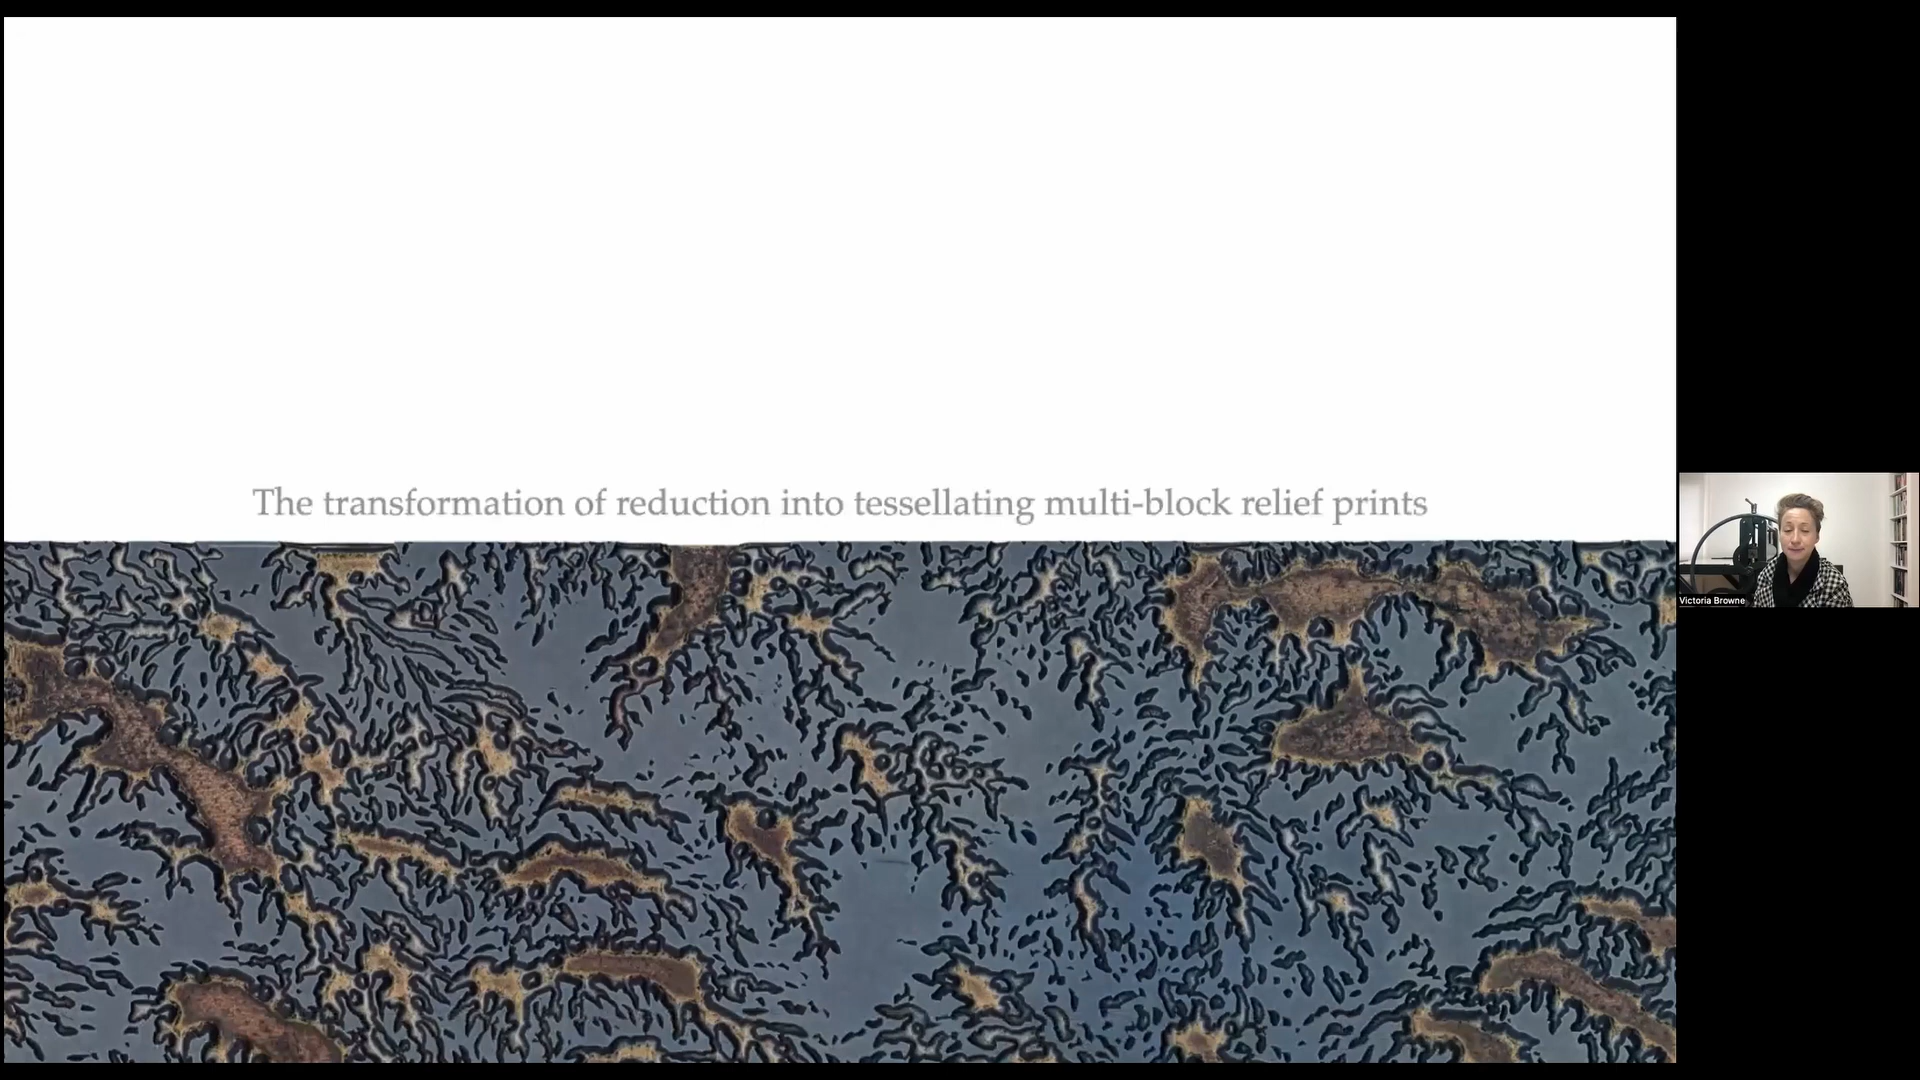 The transformation of reduction into tessellating multi-block relief prints
Victoria Browne